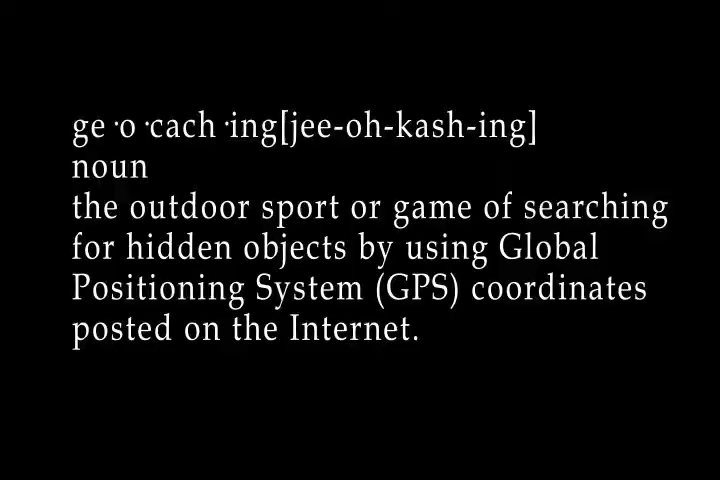 ge·o·cach·ing[jee-oh-kash-ing]
noun
the outdoor sport or game of searching
for hidden objects by using Global
Positioning System (GPS) coordinates
posted on the Internet.